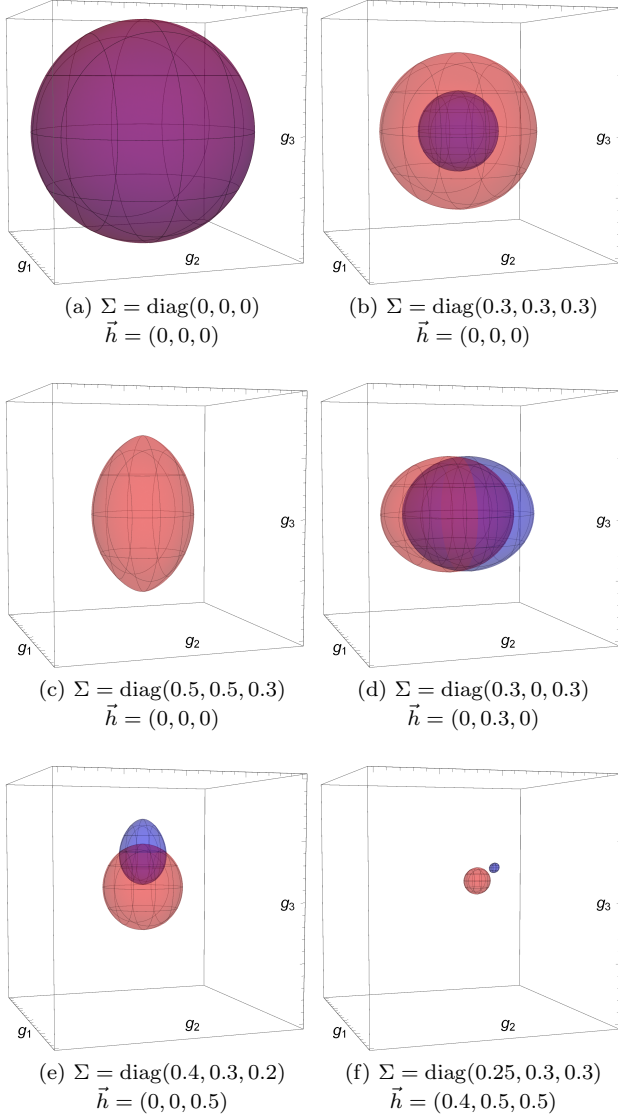 g₃
g₁
g₂
(a) Σ = diag(0, 0, 0)
h⃗ = (0, 0, 0)
g₃
g₁
g₂
(b) Σ = diag(0.3, 0.3, 0.3)
h⃗ = (0, 0, 0)
g₃
g₁
g₂
(c) Σ = diag(0.5, 0.5, 0.3)
h⃗ = (0, 0, 0)
g₃
g₁
g₂
(d) Σ = diag(0.3, 0, 0.3)
h⃗ = (0, 0.3, 0)
g₃
g₁
g₂
(e) Σ = diag(0.4, 0.3, 0.2)
h⃗ = (0, 0, 0.5)
g₃
g₁
g₂
(f) Σ = diag(0.25, 0.3, 0.3)
h⃗ = (0.4, 0.5, 0.5)